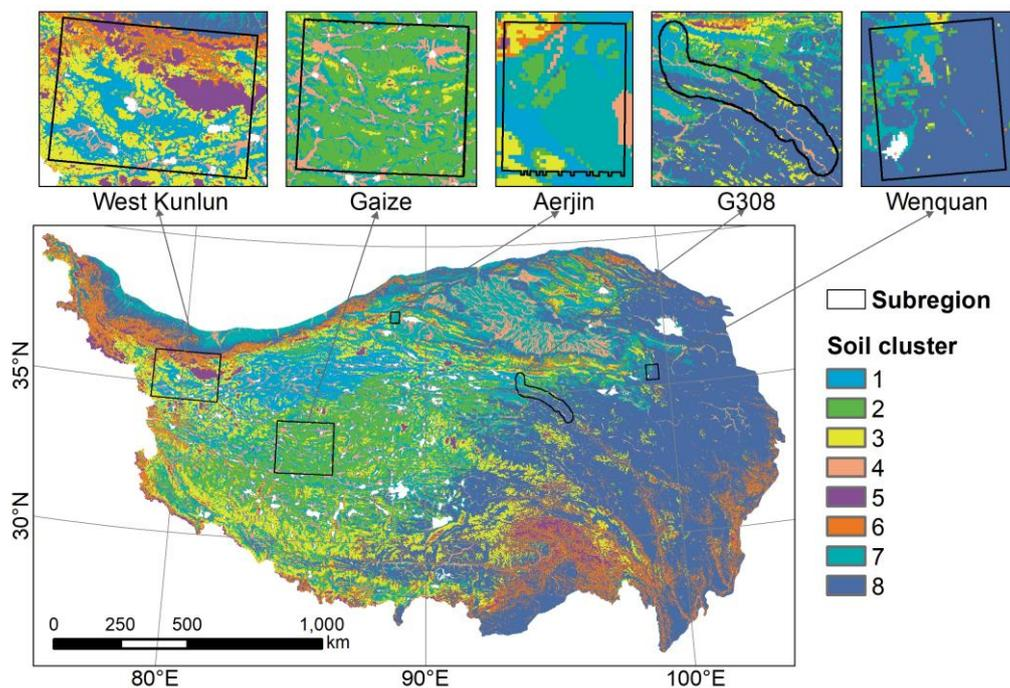 West Kunlun
Gaize
Aerjin
G308
Wenquan
Subregion
Soil cluster
1
2
3
4
5
6
7
8
35°N
30°N
0 250 500 1,000
km
80°E 90°E 100°E